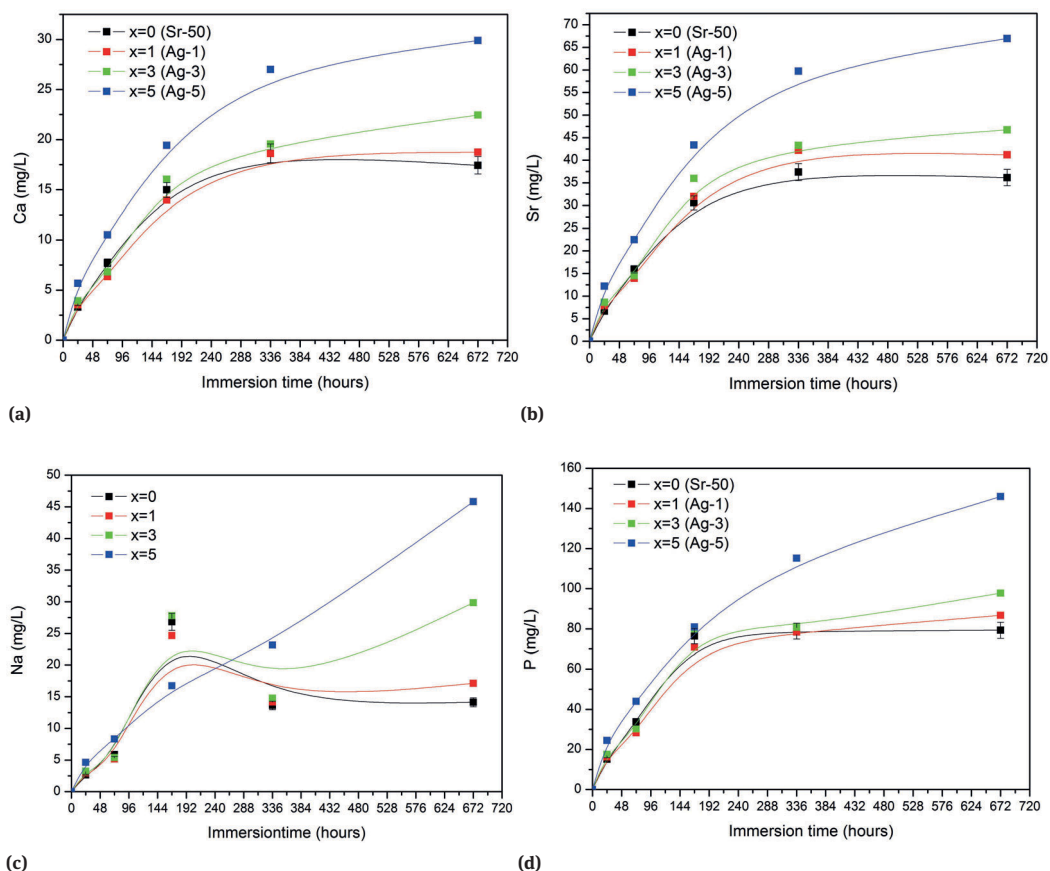 x=0 (Sr-50)
x=1 (Ag-1)
x=3 (Ag-3)
x=5 (Ag-5)
30
25
20
15
10
5
0
Ca (mg/L)
0 48 96 144 192 240 288 336 384 432 480 528 576 624 672 720
Immersion time (hours)
(a)
x=0 (Sr-50)
x=1 (Ag-1)
x=3 (Ag-3)
x=5 (Ag-5)
75
70
65
60
55
50
45
40
35
30
25
20
15
10
5
0
Sr (mg/L)
0 48 96 144 192 240 288 336 384 432 480 528 576 624 672 720
Immersion time (hours)
(b)
x=0
x=1
x=3
x=5
50
45
40
35
30
25
20
15
10
5
0
Na (mg/L)
0 48 96 144 192 240 288 336 384 432 480 528 576 624 672 720
Immersiontime (hours)
(c)
x=0 (Sr-50)
x=1 (Ag-1)
x=3 (Ag-3)
x=5 (Ag-5)
160
140
120
100
80
60
40
20
0
P (mg/L)
0 48 96 144 192 240 288 336 384 432 480 528 576 624 672 720
Immersion time (hours)
(d)